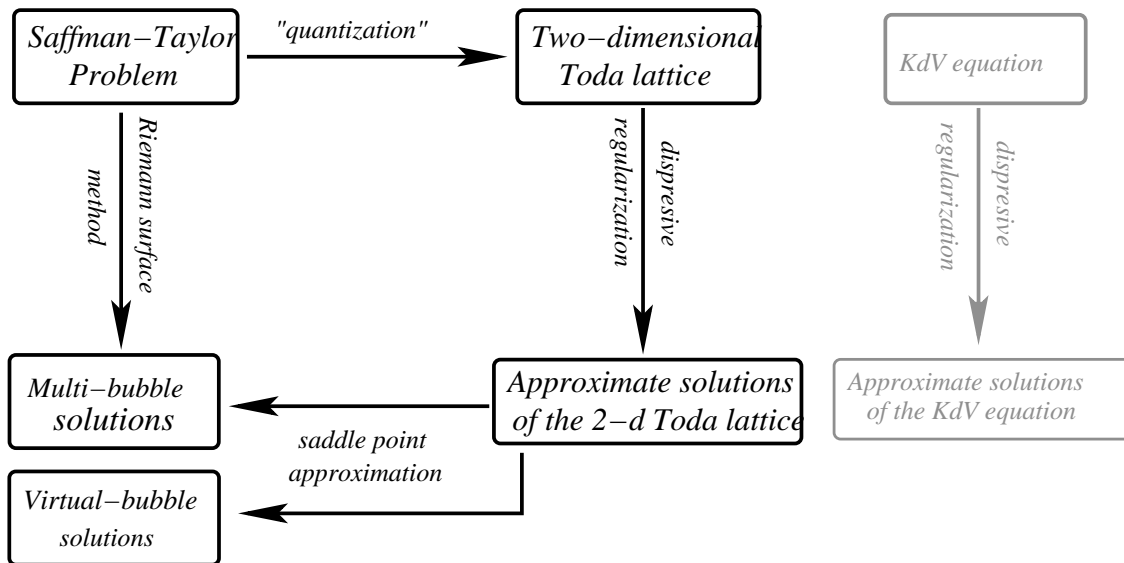 Saffman−Taylor
Problem
"quantization"
Two−dimensional
Toda lattice
KdV equation
Riemann surface
method
dispresive
regularization
dispresive
regularization
Multi−bubble
solutions
Approximate solutions
of the 2−d Toda lattice
Approximate solutions
of the KdV equation
saddle point
approximation
Virtual−bubble
solutions